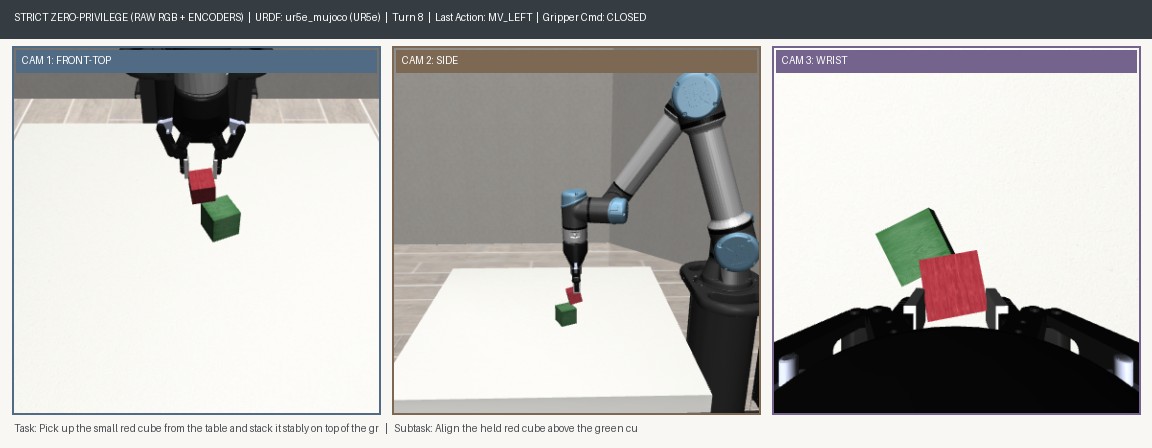 STRICT ZERO-PRIVILEGE (RAW RGB + ENCODERS) | URDF: ur5e_mujoco (UR5e) | Turn 8 | Last Action: MV_LEFT | Gripper Cmd: CLOSED
CAM 1: FRONT-TOP
CAM 2: SIDE
CAM 3: WRIST
Task: Pick up the small red cube from the table and stack it stably on top of the gr | Subtask: Align the held red cube above the green cu